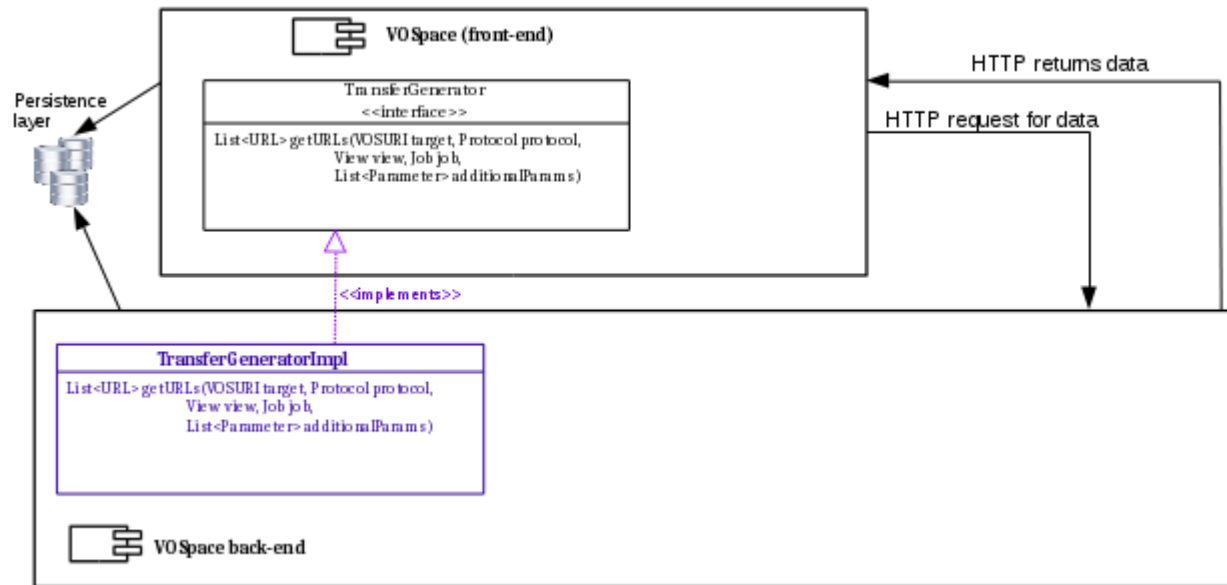 VOSpace (front-end)
HTTP returns data
TransferGenerator
<<interface>>
Persistence
layer
HTTP request for data
List<URL> getURLs(VOSURI target, Protocol protocol,
View view, Job job,
List<Parameter> additionalParams)
<<implements>>
TransferGeneratorImpl
List<URL> getURLs(VOSURI target, Protocol protocol,
View view, Job job,
List<Parameter> additionalParams)
VOSpace back-end